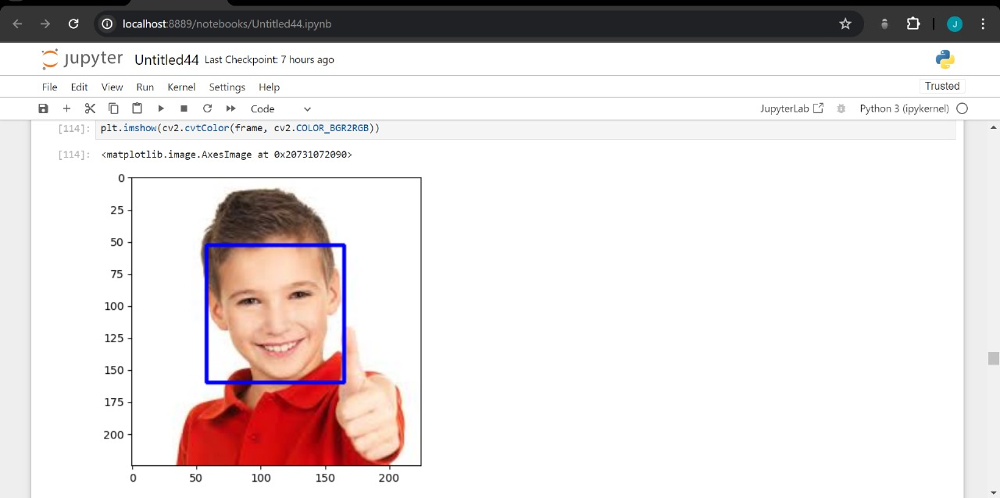 localhost:8889/notebooks/Untitled44.ipynb
J
jupyter Untitled44 Last Checkpoint: 7 hours ago
File Edit View Run Kernel Settings Help Trusted
Code JupyterLab Python 3 (ipykernel)
[114]: plt.imshow(cv2.cvtColor(frame, cv2.COLOR_BGR2RGB))
[114]: <matplotlib.image.AxesImage at 0x20731072090>
0
25
50
75
100
125
150
175
200
0 50 100 150 200